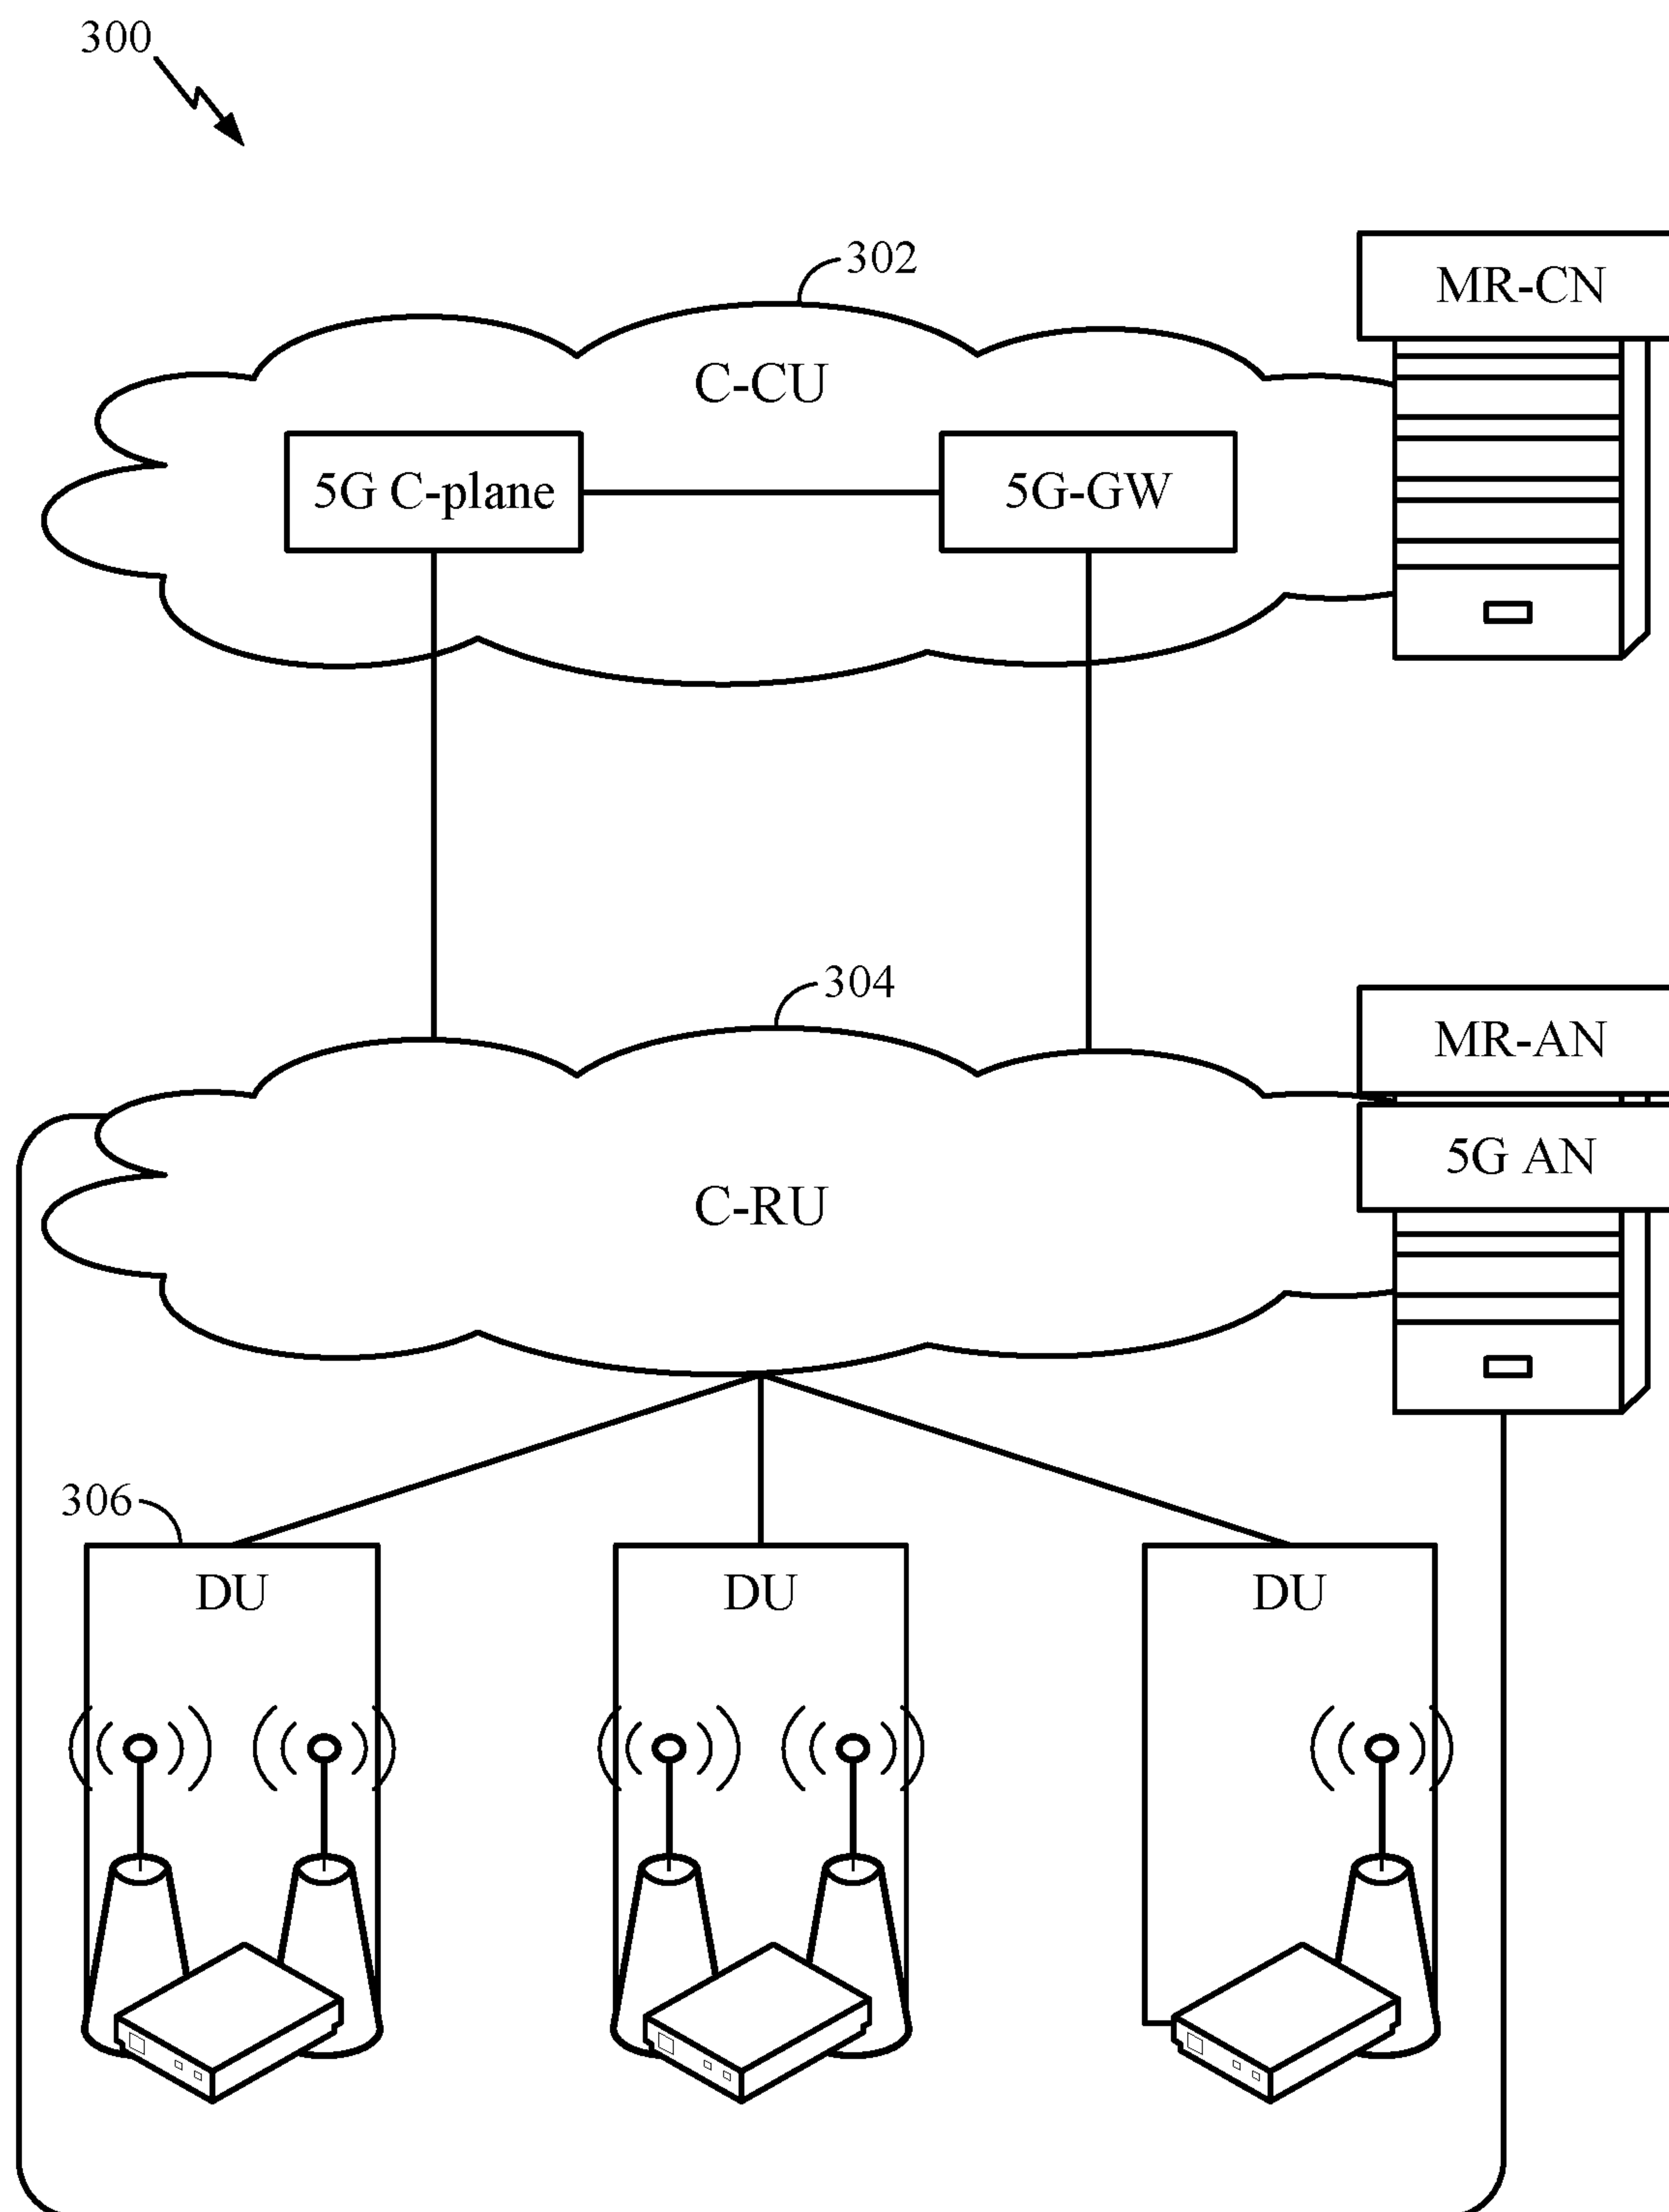 300
302
MR-CN
C-CU
5G C-plane
5G-GW
304
MR-AN
5G AN
C-RU
306
DU
DU
DU